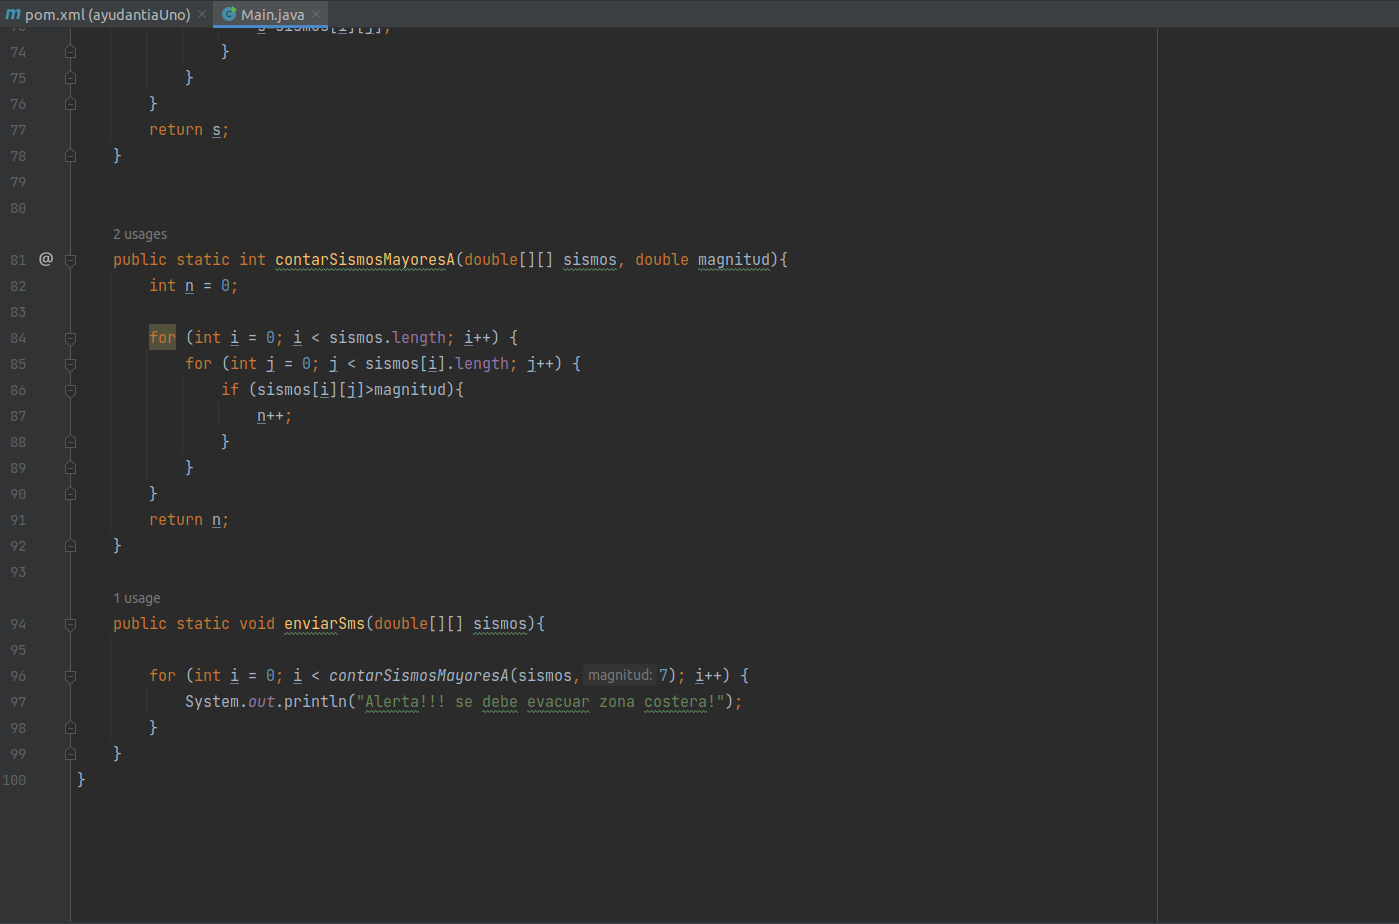 m pom.xml (ayudantiaUno) × C Main.java ×
73 s=sismos[i][j];
74 }
75 }
76 }
77 return s;
78 }
79
80
2 usages
81 @ public static int contarSismosMayoresA(double[][] sismos, double magnitud){
82 int n = 0;
83
84 for (int i = 0; i < sismos.length; i++) {
85 for (int j = 0; j < sismos[i].length; j++) {
86 if (sismos[i][j]>magnitud){
87 n++;
88 }
89 }
90 }
91 return n;
92 }
93
1 usage
94 public static void enviarSms(double[][] sismos){
95
96 for (int i = 0; i < contarSismosMayoresA(sismos, magnitud: 7); i++) {
97 System.out.println("Alerta!!! se debe evacuar zona costera!");
98 }
99 }
100 }